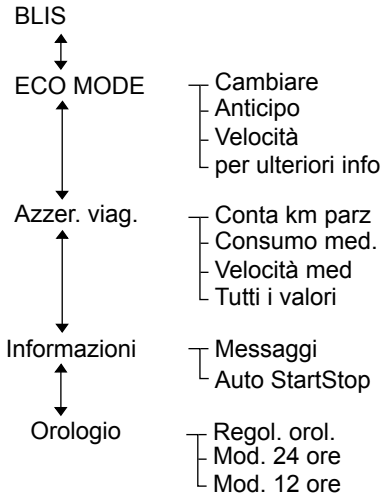 BLIS
ECO MODE
Cambiare
Anticipo
Velocità
per ulteriori info
Azzer. viag.
Conta km parz
Consumo med.
Velocità med
Tutti i valori
Informazioni
Messaggi
Auto StartStop
Orologio
Regol. orol.
Mod. 24 ore
Mod. 12 ore